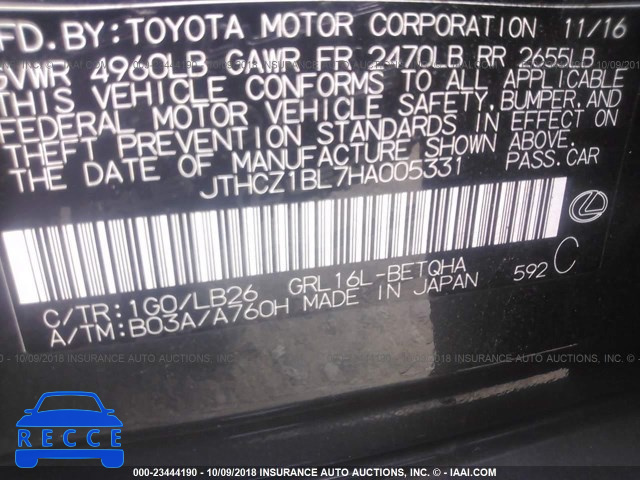 FD.BY:TOYOTA MOTOR CORPORATION 11/16
GVWR 4960LB GAWR FR 2470LB RR 2655LB
THIS VEHICLE CONFORMS TO ALL APPLICABLE
FEDERAL MOTOR VEHICLE SAFETY,BUMPER,AND
THEFT PREVENTION STANDARDS IN EFFECT ON
THE DATE OF MANUFACTURE SHOWN ABOVE.
JTHCZ1BL7HA005331 PASS.CAR
C/TR:1G0/LB26 GRL16L-BETQHA 592 C
A/TM:B03A/A760H MADE IN JAPAN
RECCE
000-23444190 - 10/09/2018 INSURANCE AUTO AUCTIONS - © - IAAI.COM